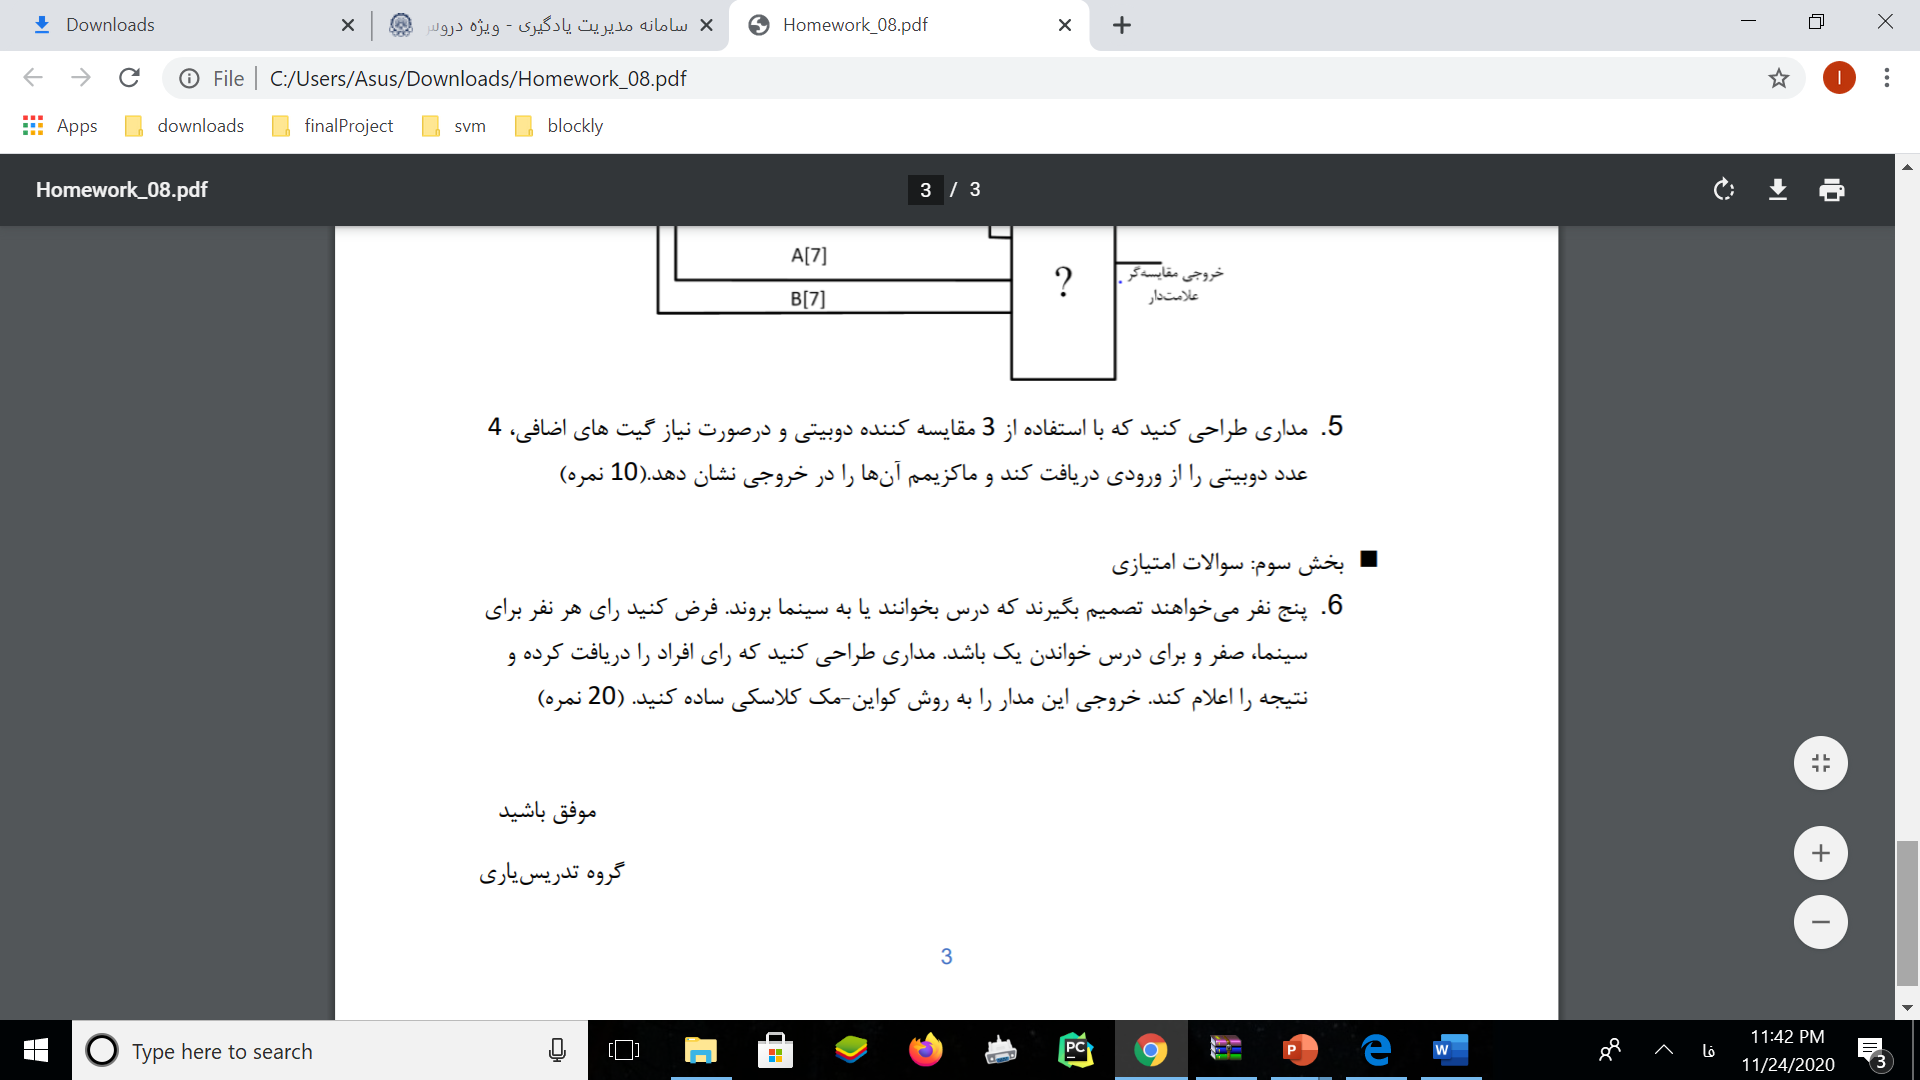 Downloads
سامانه مدیریت یادگیری - ویژه دروس
Homework_08.pdf
File
C:/Users/Asus/Downloads/Homework_08.pdf
I
Apps
downloads
finalProject
svm
blockly
Homework_08.pdf
3 / 3
A[7]
B[7]
?
خروجی مقایسه‌گر
علامت‌دار
5. مداری طراحی کنید که با استفاده از 3 مقایسه کننده دوبیتی و درصورت نیاز گیت های اضافی، 4
عدد دوبیتی را از ورودی دریافت کند و ماکزیمم آن‌ها را در خروجی نشان دهد.(10 نمره)
■ بخش سوم: سوالات امتیازی
6. پنج نفر می‌خواهند تصمیم بگیرند که درس بخوانند یا به سینما بروند. فرض کنید رای هر نفر برای
سینما، صفر و برای درس خواندن یک باشد. مداری طراحی کنید که رای افراد را دریافت کرده و
نتیجه را اعلام کند. خروجی این مدار را به روش کواین-مک کلاسکی ساده کنید. (20 نمره)
موفق باشید
گروه تدریس‌یاری
3
Type here to search
PC
P
W
فا
11:42 PM
11/24/2020
3